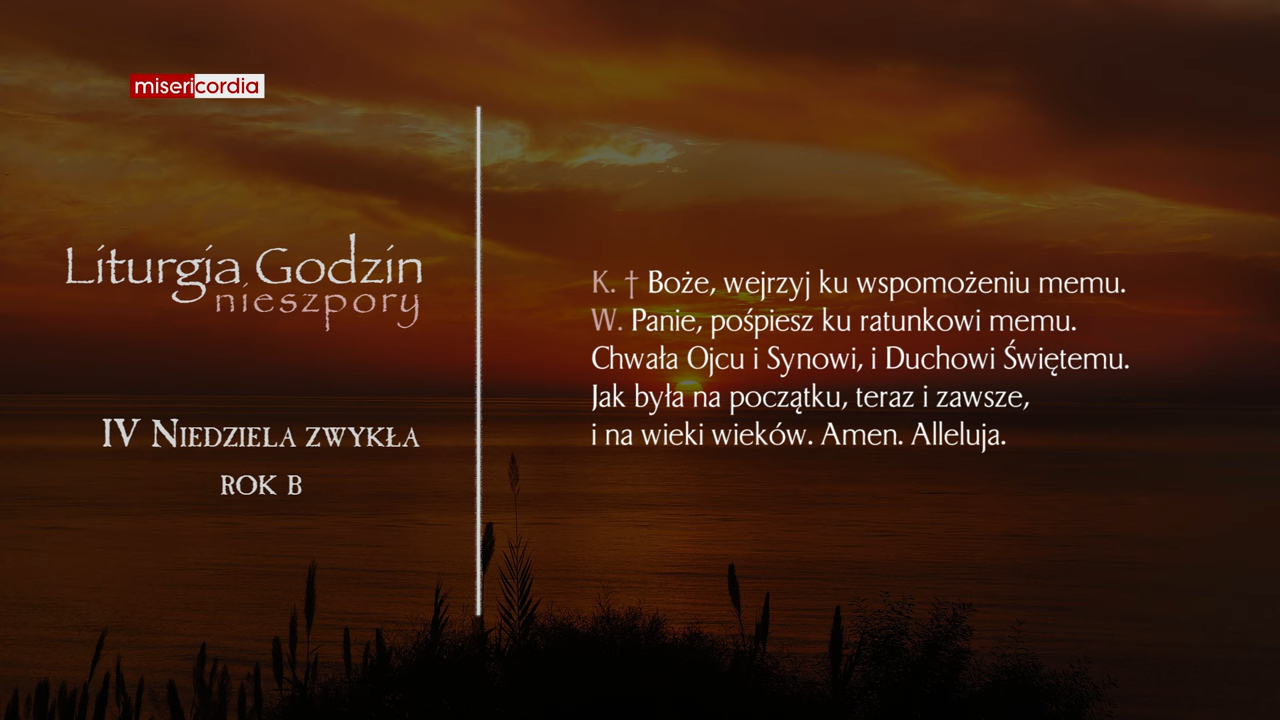 misericordia
Liturgia Godzin
nieszpory
IV Niedziela zwykła
rok B
K. † Boże, wejrzyj ku wspomożeniu memu.
W. Panie, pośpiesz ku ratunkowi memu.
Chwała Ojcu i Synowi, i Duchowi Świętemu.
Jak była na początku, teraz i zawsze,
i na wieki wieków. Amen. Alleluja.